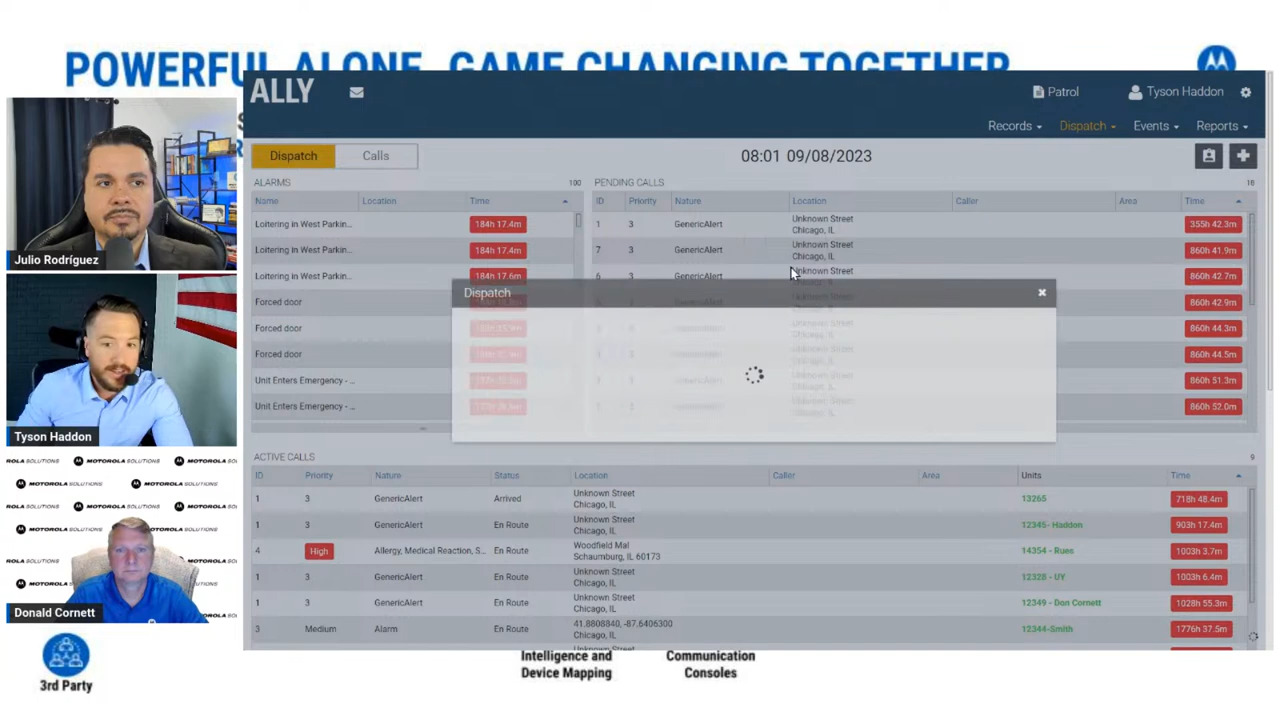 POWERFUL ALONE. GAME CHANGING TOGETHER
ALLY
Patrol
Tyson Haddon
Records
Dispatch
Events
Reports
Dispatch
Calls
08:01 09/08/2023
ALARMS
100
Name
Location
Time
Loitering in West Parkin...
184h 17.4m
Loitering in West Parkin...
184h 17.4m
Loitering in West Parkin...
184h 17.6m
Forced door
Forced door
Forced door
Unit Enters Emergency - ...
Unit Enters Emergency - ...
PENDING CALLS
ID
Priority
Nature
Location
Caller
Area
Time
1
3
GenericAlert
Unknown Street
Chicago, IL
355h 42.3m
7
3
GenericAlert
Unknown Street
Chicago, IL
860h 41.9m
6
3
GenericAlert
Unknown Street
860h 42.7m
860h 42.9m
860h 44.3m
860h 44.5m
860h 51.3m
860h 52.0m
Dispatch
ACTIVE CALLS
9
ID
Priority
Nature
Status
Location
Caller
Area
Units
Time
1
3
GenericAlert
Arrived
Unknown Street
Chicago, IL
13265
718h 48.4m
1
3
GenericAlert
En Route
Unknown Street
Chicago, IL
12345- Haddon
903h 17.4m
4
High
Allergy, Medical Reaction, S...
En Route
Woodfield Mal
Schaumburg, IL 60173
14354 - Rues
1003h 3.7m
1
3
GenericAlert
En Route
Unknown Street
Chicago, IL
12328 - UY
1003h 6.4m
1
3
GenericAlert
En Route
Unknown Street
Chicago, IL
12349 - Don Cornett
1028h 55.3m
3
Medium
Alarm
En Route
41.8808840, -87.6406300
Chicago, IL
12344-Smith
1776h 37.5m
Unknown Street
Julio Rodríguez
Tyson Haddon
MOTOROLA SOLUTIONS
Donald Cornett
3rd Party
Intelligence and
Device Mapping
Communication
Consoles